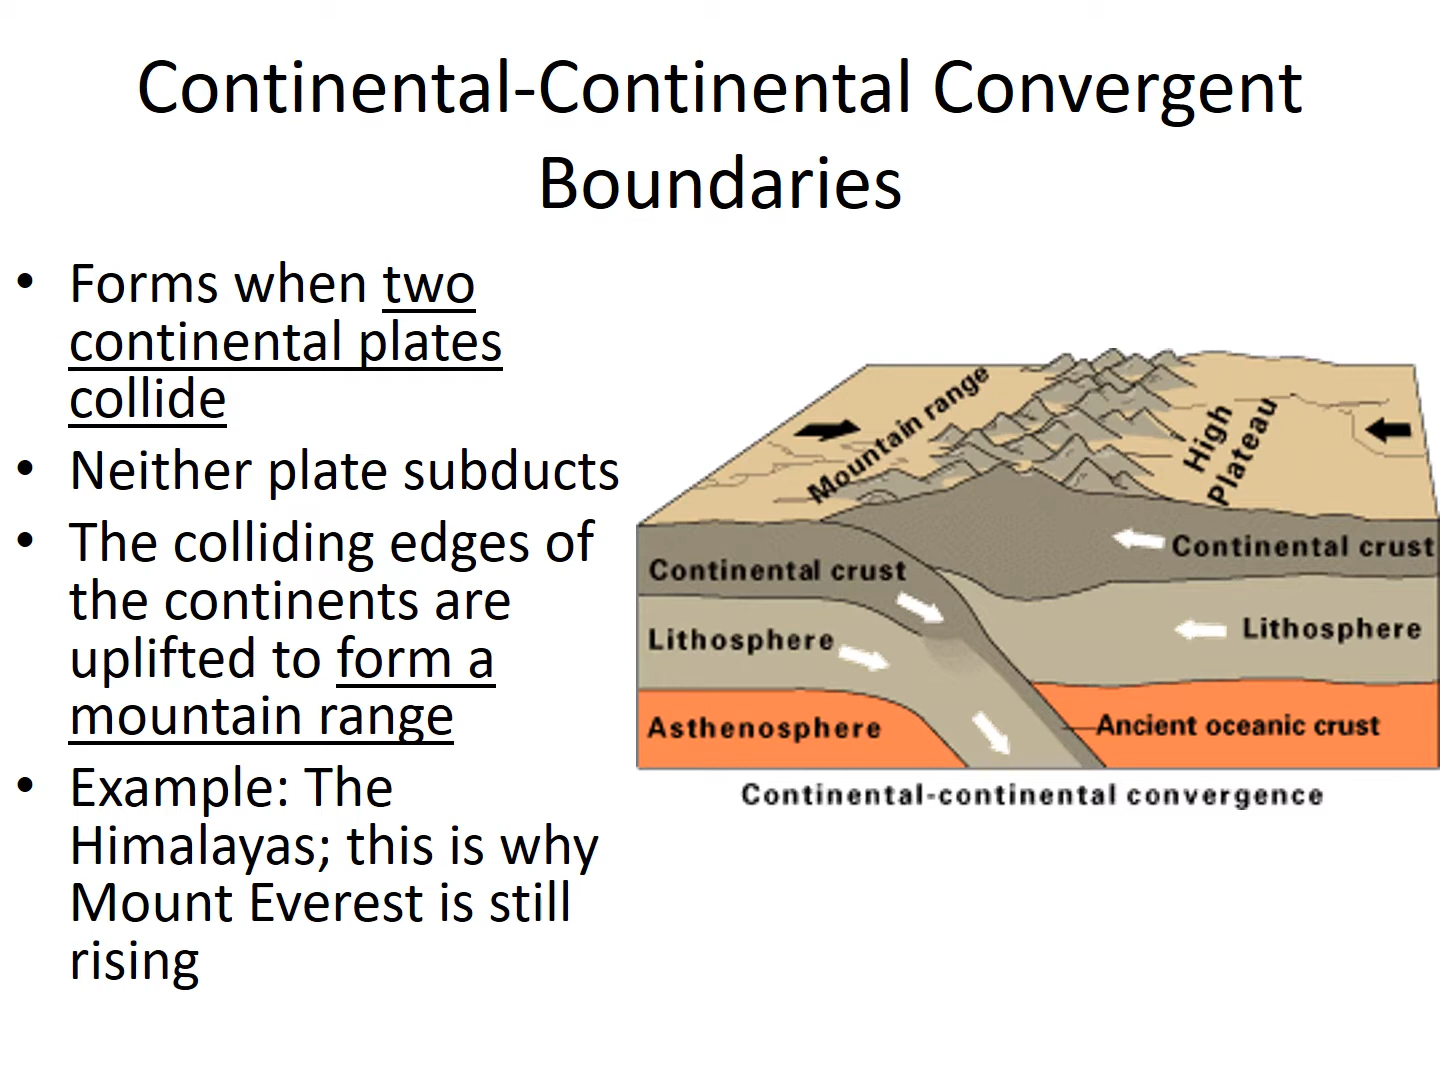 Continental-Continental Convergent
Boundaries
• Forms when two
continental plates
collide
• Neither plate subducts
• The colliding edges of
the continents are
uplifted to form a
mountain range
• Example: The
Himalayas; this is why
Mount Everest is still
rising
Mountain range
High
Plateau
Continental crust
Continental crust
Lithosphere
Lithosphere
Asthenosphere
Ancient oceanic crust
Continental-continental convergence